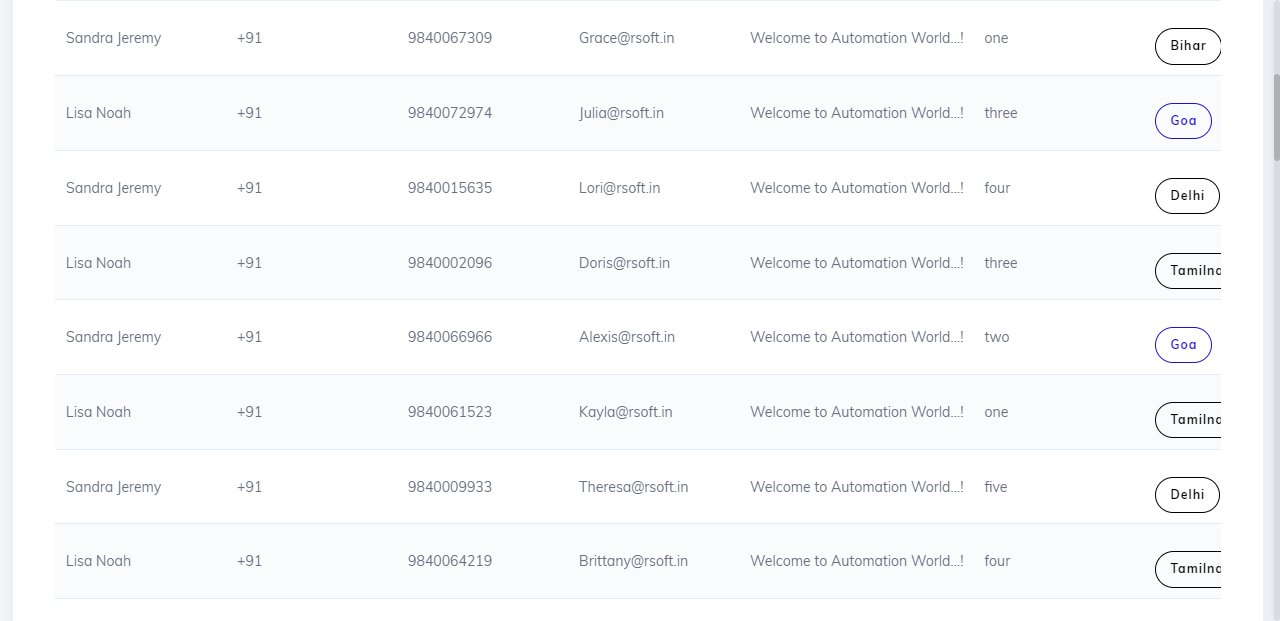 Sandra Jeremy +91 9840067309 Grace@rsoft.in Welcome to Automation World...! one Bihar
Lisa Noah +91 9840072974 Julia@rsoft.in Welcome to Automation World...! three Goa
Sandra Jeremy +91 9840015635 Lori@rsoft.in Welcome to Automation World...! four Delhi
Lisa Noah +91 9840002096 Doris@rsoft.in Welcome to Automation World...! three Tamilna
Sandra Jeremy +91 9840066966 Alexis@rsoft.in Welcome to Automation World...! two Goa
Lisa Noah +91 9840061523 Kayla@rsoft.in Welcome to Automation World...! one Tamilna
Sandra Jeremy +91 9840009933 Theresa@rsoft.in Welcome to Automation World...! five Delhi
Lisa Noah +91 9840064219 Brittany@rsoft.in Welcome to Automation World...! four Tamilna